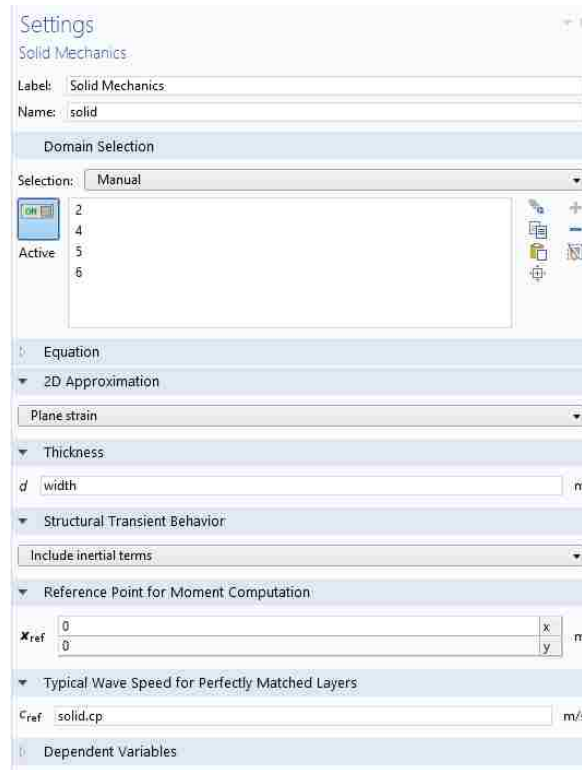 Settings
Solid Mechanics
Label: Solid Mechanics
Name: solid
Domain Selection
Selection: Manual
ON
2
4
Active 5
6
Equation
2D Approximation
Plane strain
Thickness
d width m
Structural Transient Behavior
Include inertial terms
Reference Point for Moment Computation
0 x
xref m
0 y
Typical Wave Speed for Perfectly Matched Layers
cref solid.cp m/s
Dependent Variables